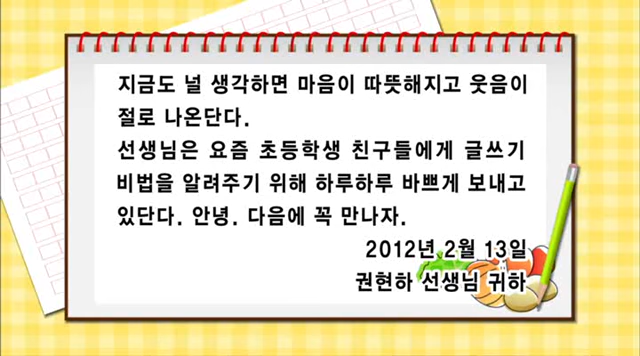 지금도 널 생각하면 마음이 따뜻해지고 웃음이
절로 나온단다.
선생님은 요즘 초등학생 친구들에게 글쓰기
비법을 알려주기 위해 하루하루 바쁘게 보내고
있단다. 안녕. 다음에 꼭 만나자.
2012년 2월 13일
권현하 선생님 귀하